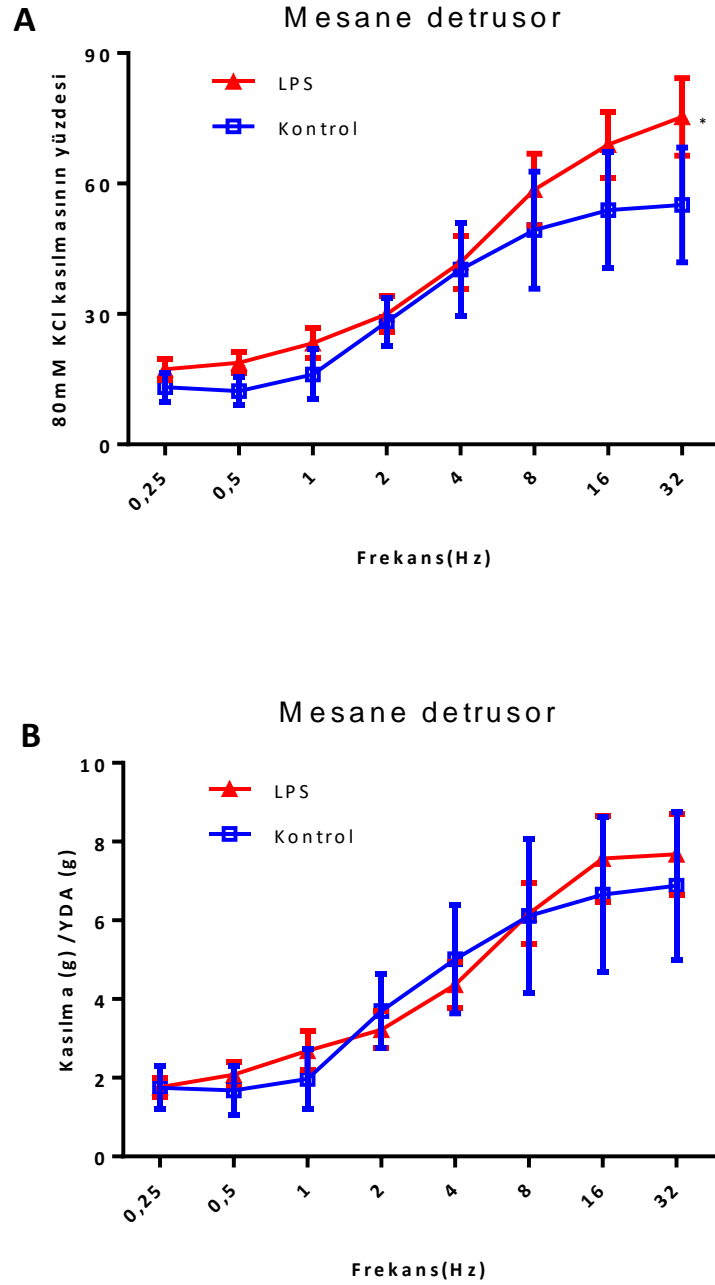 A
Mesane detrusor
80mM KCl kasılmasının yüzdesi
90
60
30
0
LPS
Kontrol
*
0,25
0,5
1
2
4
8
16
32
Frekans(Hz)
B
Mesane detrusor
Kasılma (g) /YDA (g)
10
8
6
4
2
0
LPS
Kontrol
0,25
0,5
1
2
4
8
16
32
Frekans(Hz)